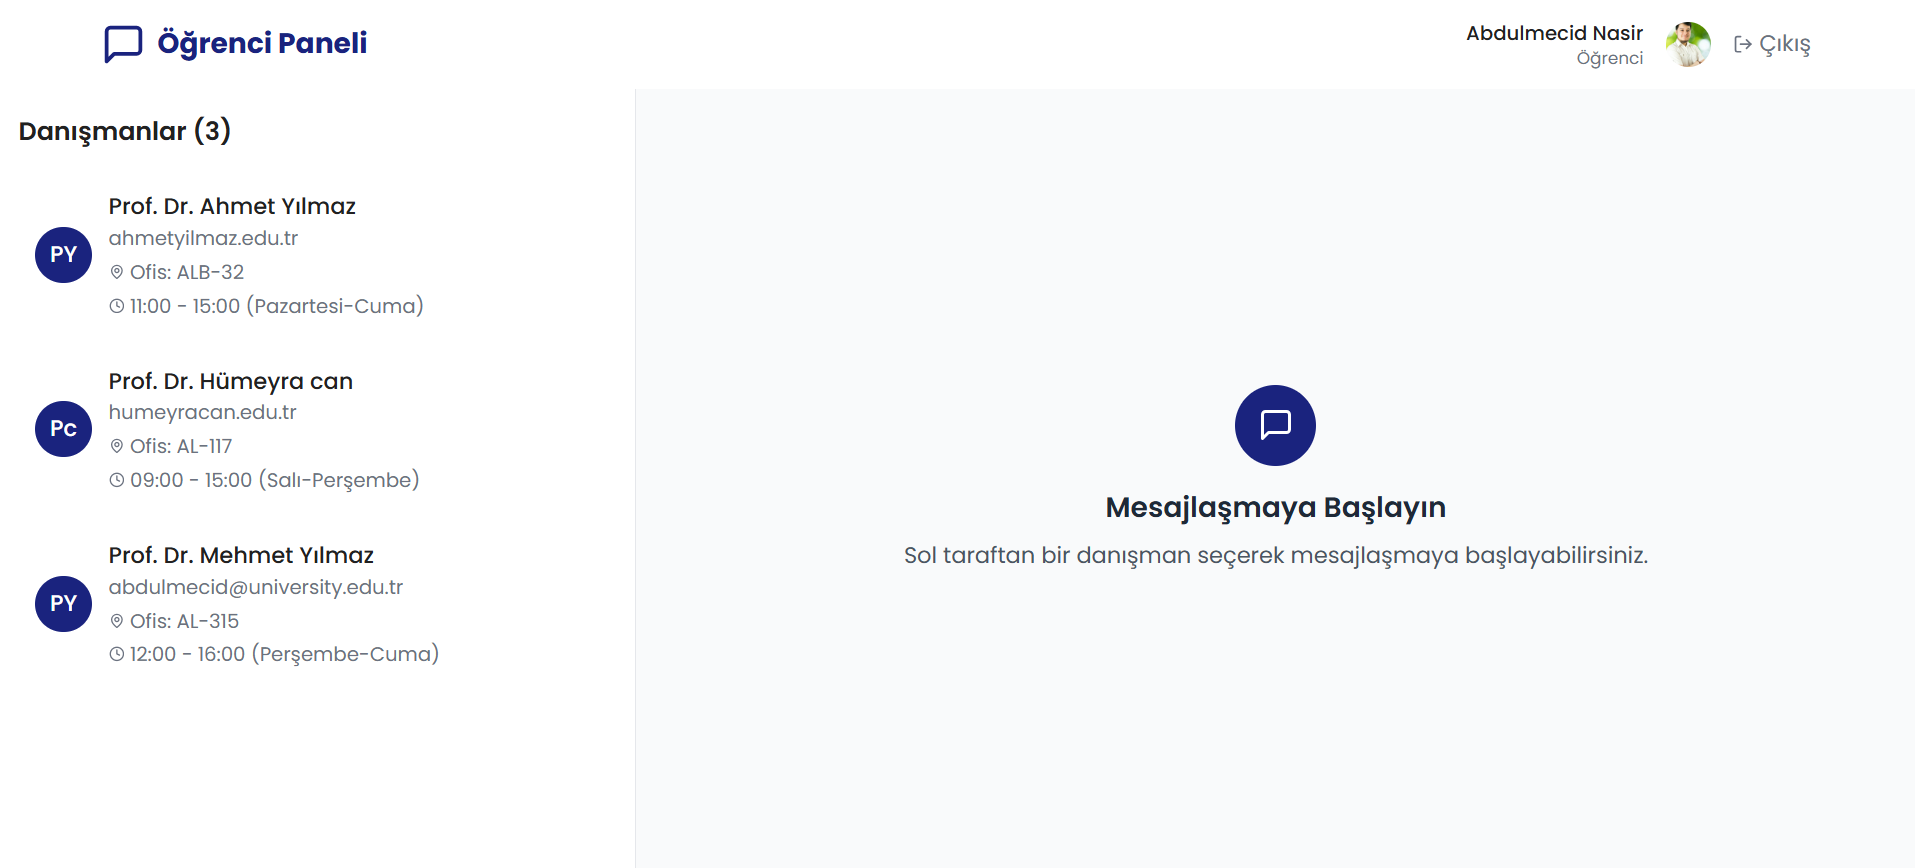 Öğrenci Paneli
Abdulmecid Nasir
Öğrenci
Çıkış
Danışmanlar (3)
PY
Prof. Dr. Ahmet Yılmaz
ahmetyilmaz.edu.tr
Ofis: ALB-32
11:00 - 15:00 (Pazartesi-Cuma)
Pc
Prof. Dr. Hümeyra can
humeyracan.edu.tr
Ofis: AL-117
09:00 - 15:00 (Salı-Perşembe)
PY
Prof. Dr. Mehmet Yılmaz
abdulmecid@university.edu.tr
Ofis: AL-315
12:00 - 16:00 (Perşembe-Cuma)
Mesajlaşmaya Başlayın
Sol taraftan bir danışman seçerek mesajlaşmaya başlayabilirsiniz.